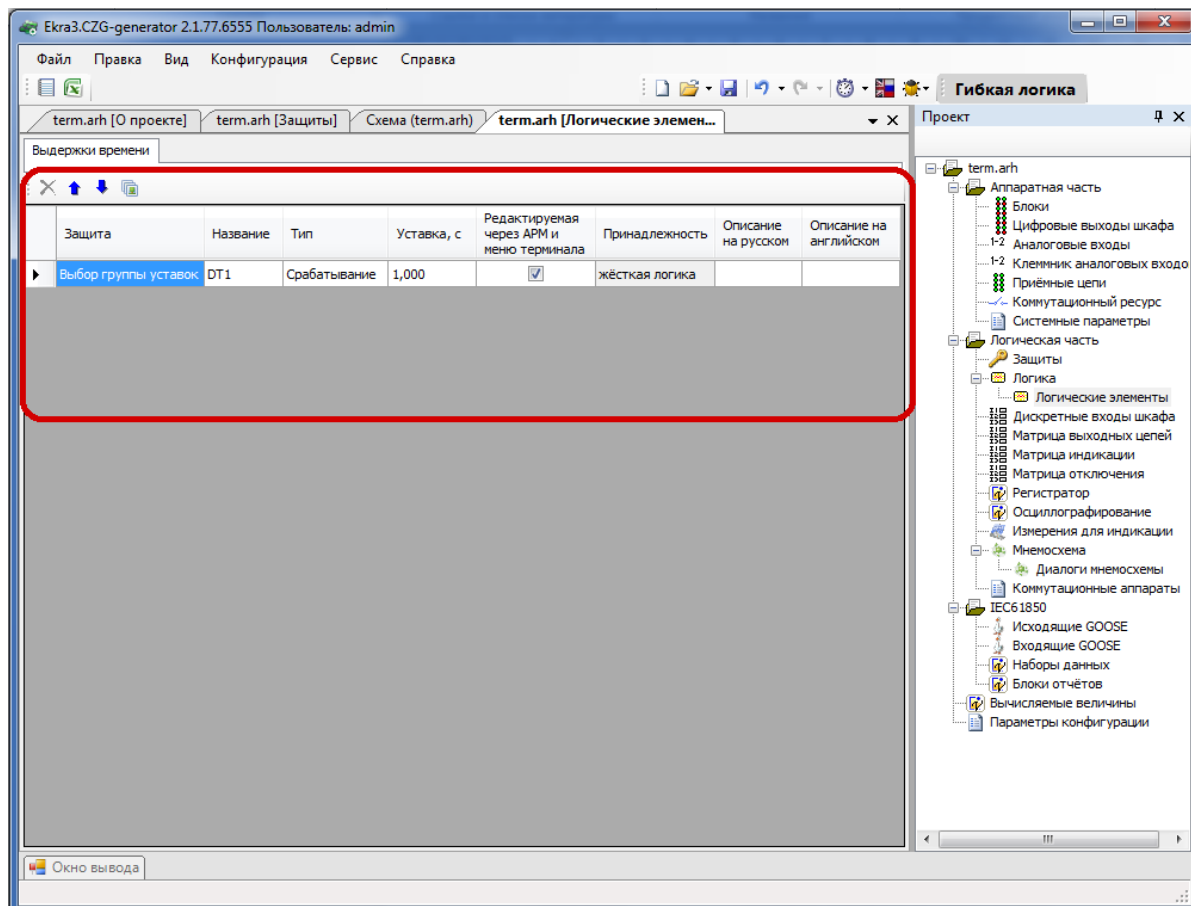 Ekra3.CZG-generator 2.1.77.6555 Пользователь: admin
Файл Правка Вид Конфигурация Сервис Справка
Гибкая логика
term.arh [О проекте] term.arh [Защиты] Схема (term.arh) term.arh [Логические элемен...
Проект
Выдержки времени
Защита Название Тип Уставка, с Редактируемая через АРМ и меню терминала Принадлежность Описание на русском Описание на английском
Выбор группы уставок DT1 Срабатывание 1,000 жёсткая логика
term.arh
Аппаратная часть
Блоки
Цифровые выходы шкафа
1-2 Аналоговые входы
1-2 Клеммник аналоговых входо
Приёмные цепи
Коммутационный ресурс
Системные параметры
Логическая часть
Защиты
Логика
Логические элементы
Дискретные входы шкафа
Матрица выходных цепей
Матрица индикации
Матрица отключения
Регистратор
Осциллографирование
Измерения для индикации
Мнемосхема
Диалоги мнемосхемы
Коммутационные аппараты
IEC61850
Исходящие GOOSE
Входящие GOOSE
Наборы данных
Блоки отчётов
Вычисляемые величины
Параметры конфигурации
Окно вывода